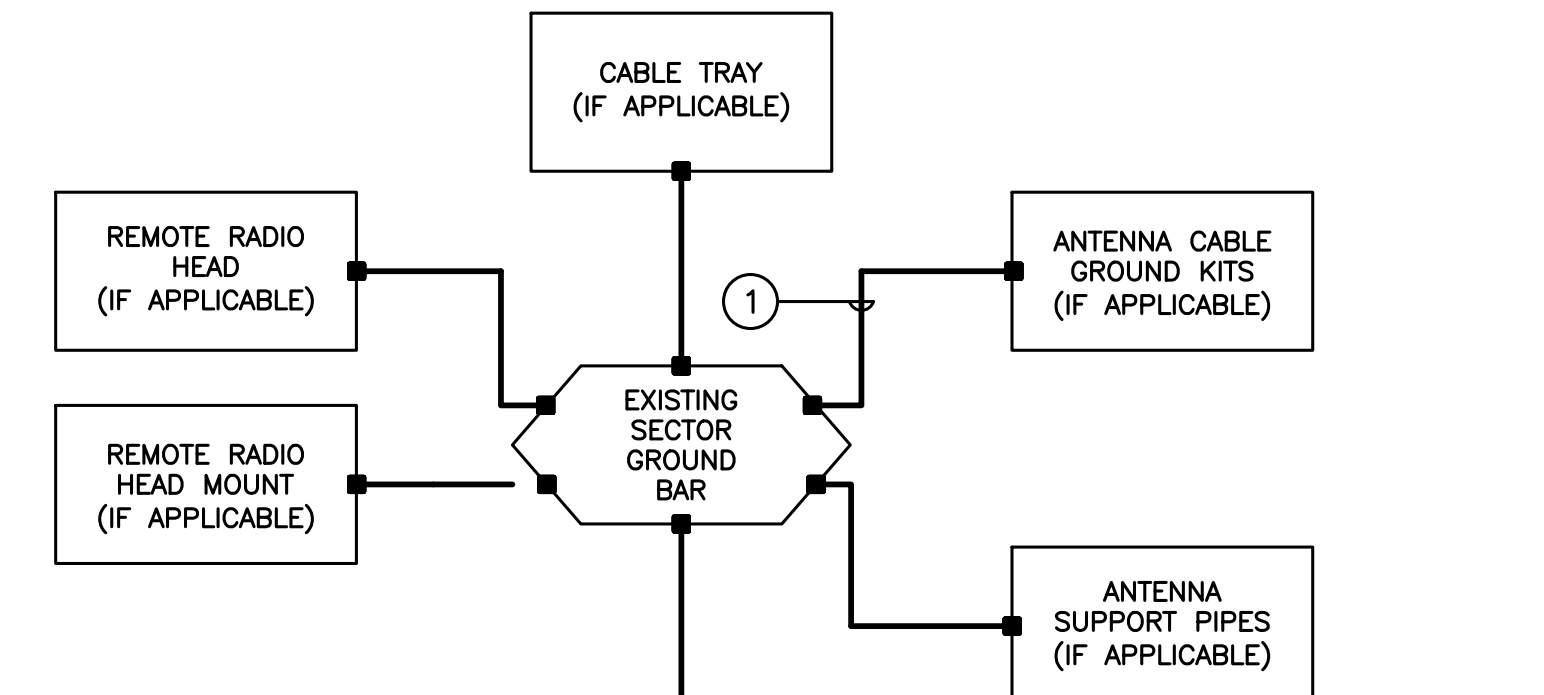 CABLE TRAY
(IF APPLICABLE)
REMOTE RADIO
HEAD
(IF APPLICABLE)
ANTENNA CABLE
GROUND KITS
(IF APPLICABLE)
1
EXISTING
SECTOR
GROUND
BAR
REMOTE RADIO
HEAD MOUNT
(IF APPLICABLE)
ANTENNA
SUPPORT PIPES
(IF APPLICABLE)